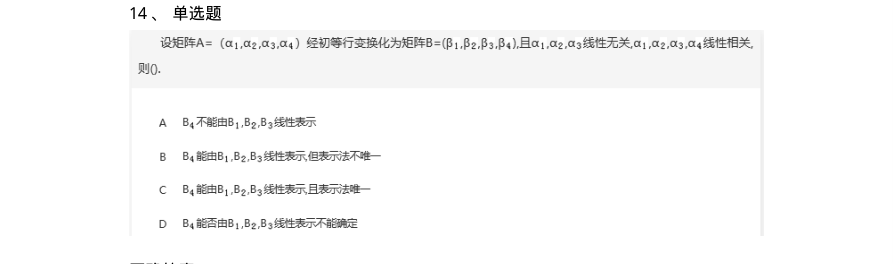 14 、 单选题
设矩阵A=（α₁,α₂,α₃,α₄）经初等行变换化为矩阵B=(β₁,β₂,β₃,β₄),且α₁,α₂,α₃线性无关,α₁,α₂,α₃,α₄线性相关,
则().
A B₄不能由B₁,B₂,B₃线性表示
B B₄能由B₁,B₂,B₃线性表示,但表示法不唯一
C B₄能由B₁,B₂,B₃线性表示,且表示法唯一
D B₄能否由B₁,B₂,B₃线性表示不能确定